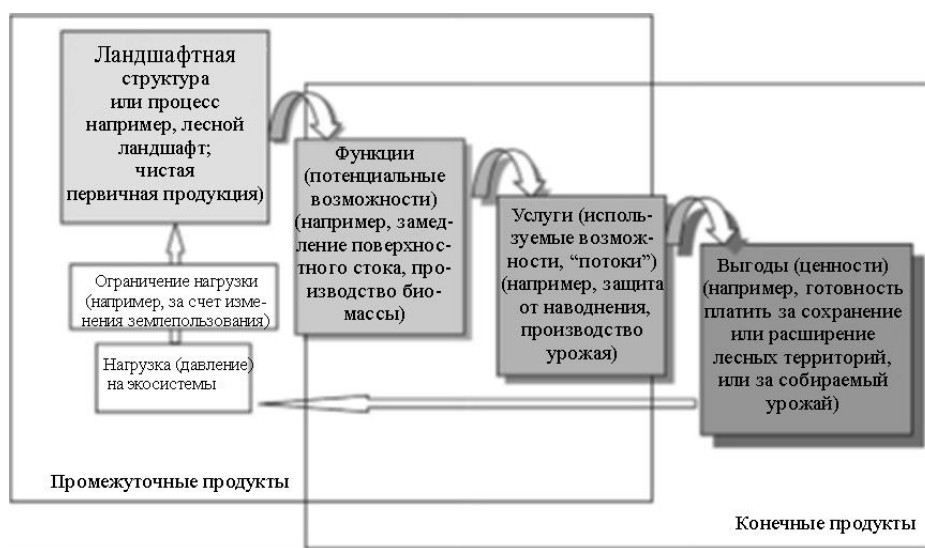 Ландшафтная
структура
или процесс
например, лесной
ландшафт;
чистая
первичная продукция)
Функции
(потенциальные
возможности)
(например, замед-
ление поверхнос-
тного стока, про-
изводство био-
массы)
Услуги (исполь-
зуемые возмож-
ности, “потоки”)
(например, защита
от наводнения,
производство
урожая)
Выгоды (ценности)
(например, готовность
платить за сохранение
или расширение
лесных территорий,
или за собираемый
урожай)
Ограничение нагрузки
(например, за счет изме-
нения землепользования)
Нагрузка (давление)
на экосистемы
Промежуточные продукты
Конечные продукты